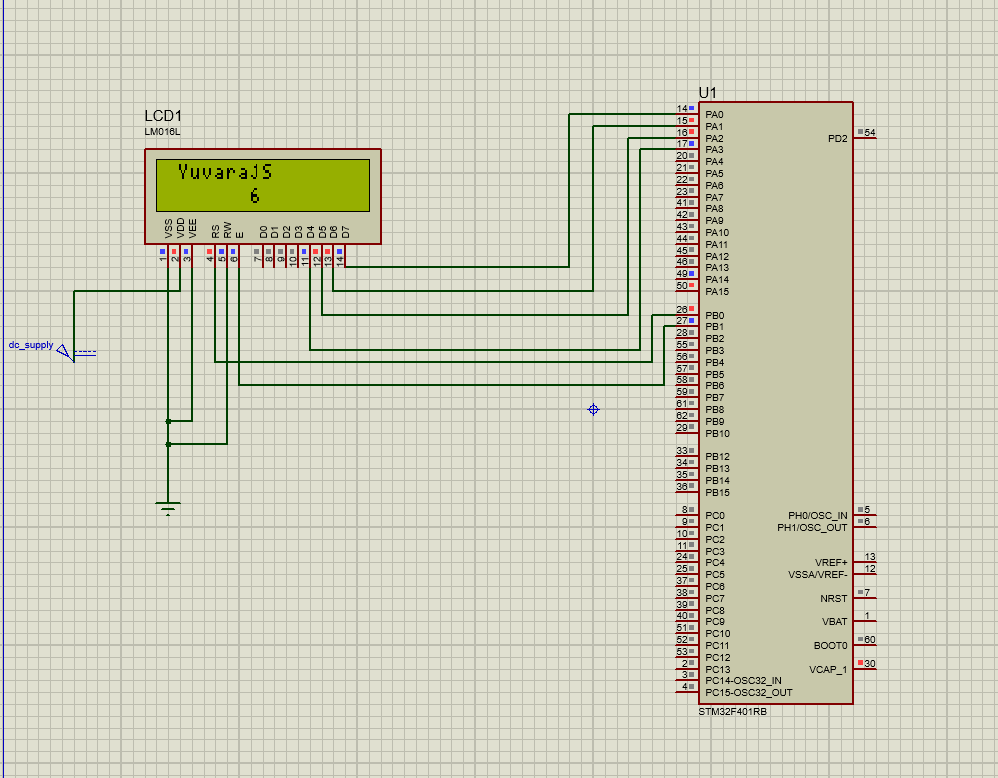 LCD1
LM016L
YuvaraJS
6
VSS
VDD
VEE
RS
RW
E
D0
D1
D2
D3
D4
D5
D6
D7
1
2
3
4
5
6
7
8
9
10
11
12
13
14
dc_supply
U1
14 PA0
15 PA1
16 PA2 PD2 54
17 PA3
20 PA4
21 PA5
22 PA6
23 PA7
41 PA8
42 PA9
43 PA10
44 PA11
45 PA12
46 PA13
49 PA14
50 PA15
26 PB0
27 PB1
28 PB2
55 PB3
56 PB4
57 PB5
58 PB6
59 PB7
61 PB8
62 PB9
29 PB10
33 PB12
34 PB13
35 PB14
36 PB15
8 PC0 PH0/OSC_IN 5
9 PC1 PH1/OSC_OUT 6
10 PC2
11 PC3
24 PC4 VREF+ 13
25 PC5 VSSA/VREF- 12
37 PC6
38 PC7 NRST 7
39 PC8
40 PC9 VBAT 1
51 PC10
52 PC11 BOOT0 60
53 PC12
2 PC13 VCAP_1 30
3 PC14-OSC32_IN
4 PC15-OSC32_OUT
STM32F401RB